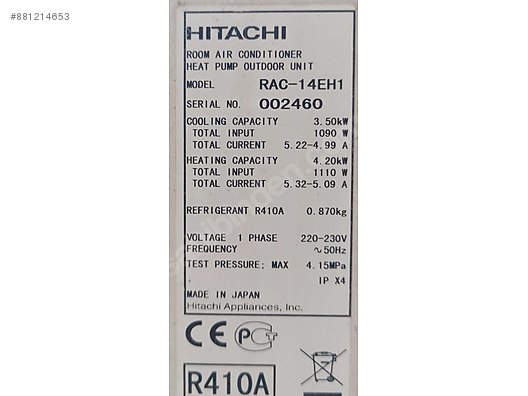 #881214653
HITACHI
ROOM AIR CONDITIONER
HEAT PUMP OUTDOOR UNIT
MODEL RAC-14EH1
SERIAL NO. 002460
COOLING CAPACITY 3.50kW
TOTAL INPUT 1090 W
TOTAL CURRENT 5.22-4.99 A
HEATING CAPACITY 4.20kW
TOTAL INPUT 1110 W
TOTAL CURRENT 5.32-5.09 A
REFRIGERANT R410A 0.870kg
VOLTAGE 1 PHASE 220-230V
FREQUENCY ~50Hz
TEST PRESSURE; MAX 4.15MPa
IP X4
MADE IN JAPAN
Hitachi Appliances, Inc.
CE
R410A